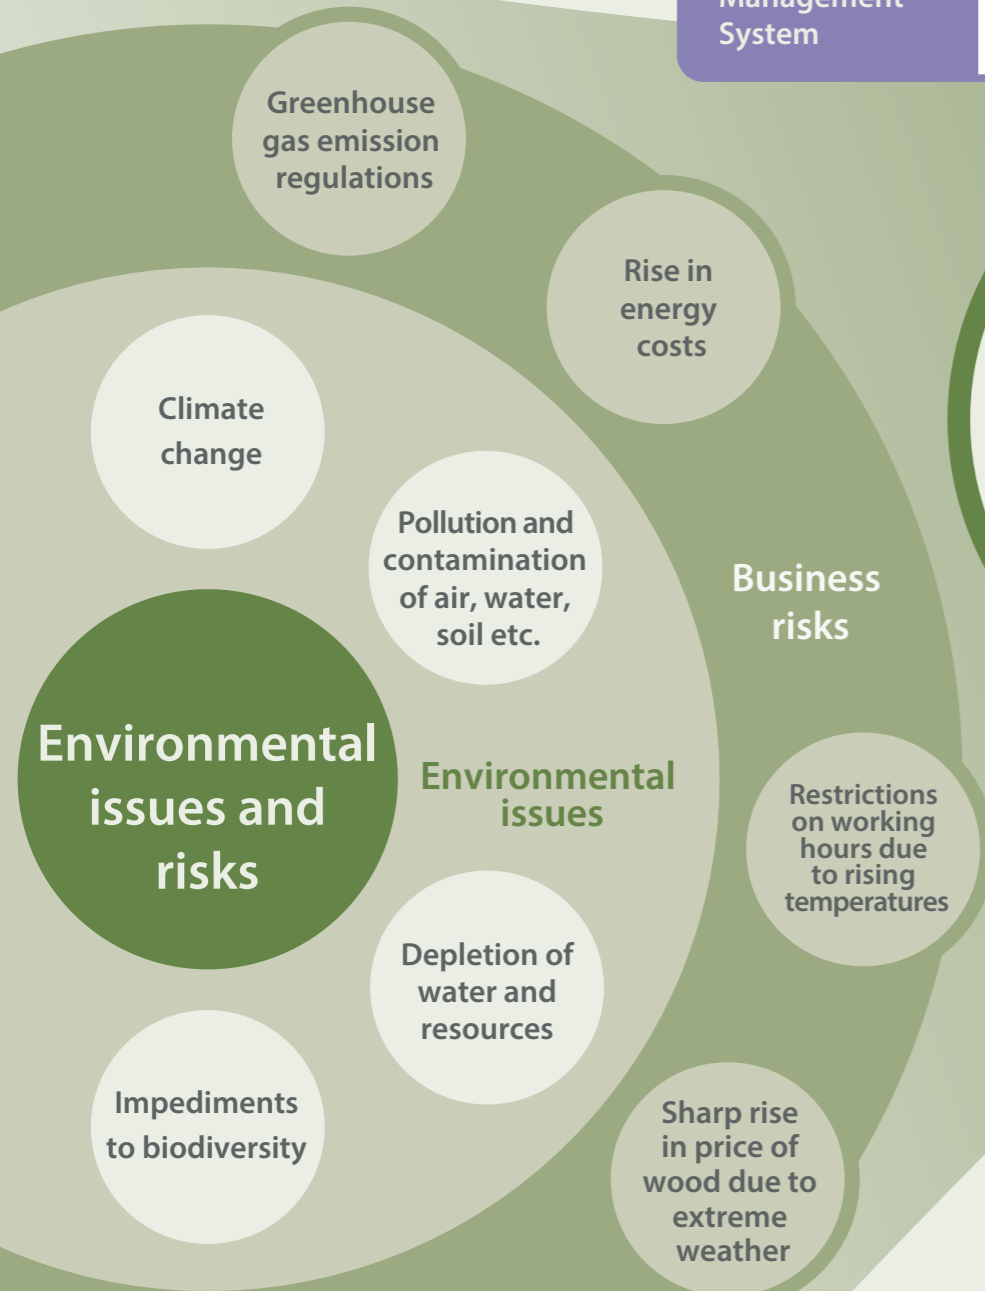 Management
System
Greenhouse
gas emission
regulations
Rise in
energy
costs
Climate
change
Pollution and
contamination
of air, water,
soil etc.
Business
risks
Environmental
issues and
risks
Environmental
issues
Restrictions
on working
hours due
to rising
temperatures
Depletion of
water and
resources
Impediments
to biodiversity
Sharp rise
in price of
wood due to
extreme
weather